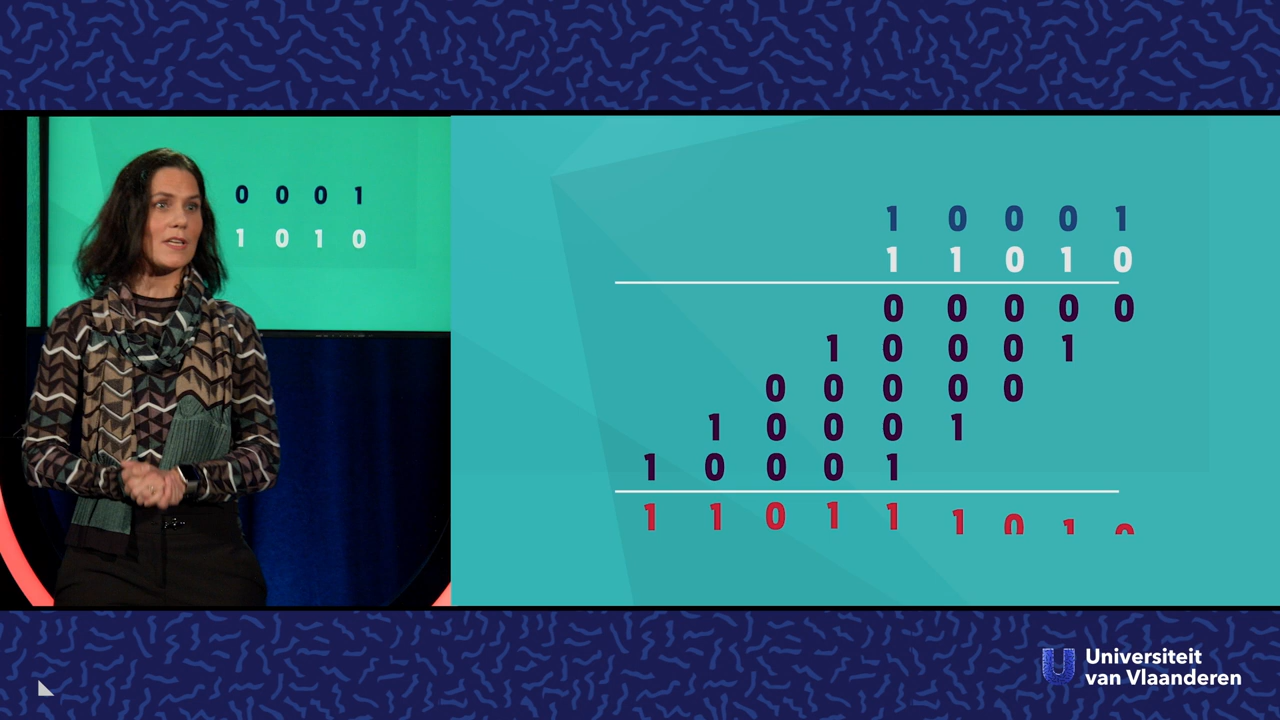 0 0 0 1
1 0 1 0
1 0 0 0 1
1 1 0 1 0
0 0 0 0 0
1 0 0 0 1
0 0 0 0 0
1 0 0 0 1
1 0 0 0 1
1 1 0 1 1 1 0 1 0
Universiteit
van Vlaanderen